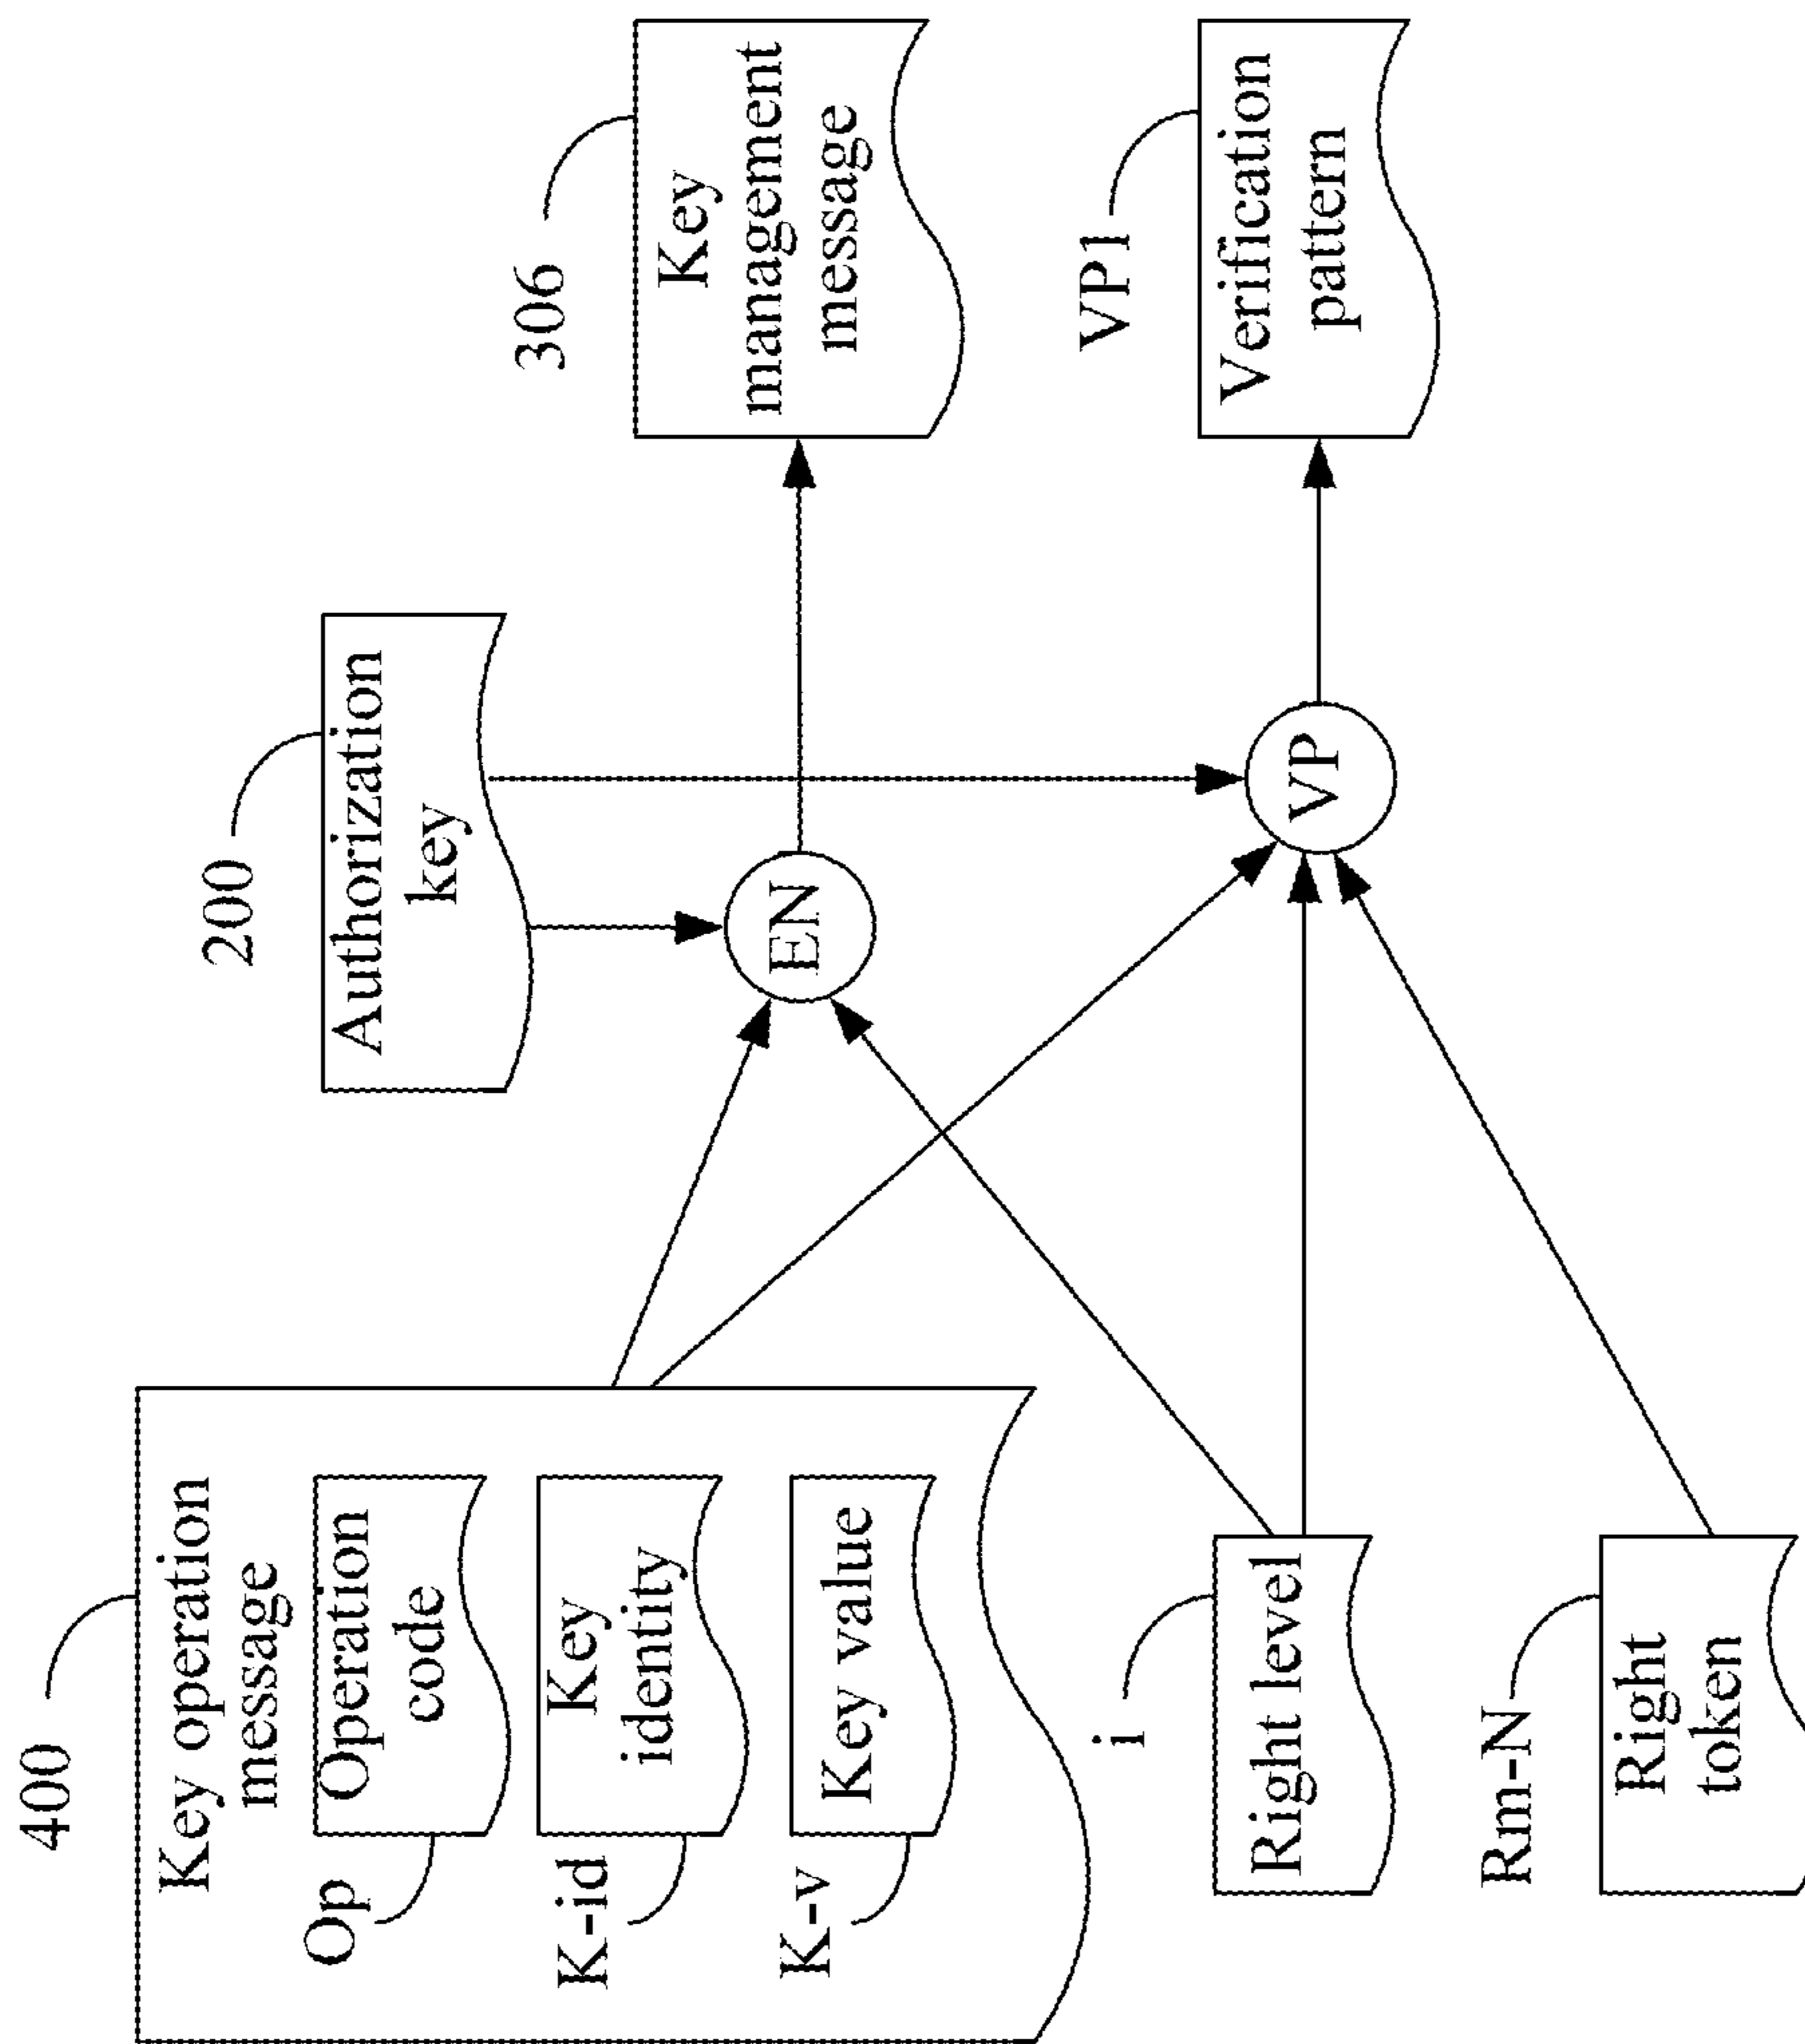 400
Key operation
message
Op
Operation
code
K-id
Key
identity
K-v
Key value
i
Right level
Rm-N
Right
token
200
Authorization
key
EN
VP
306
Key
management
message
VP1
Verification
pattern